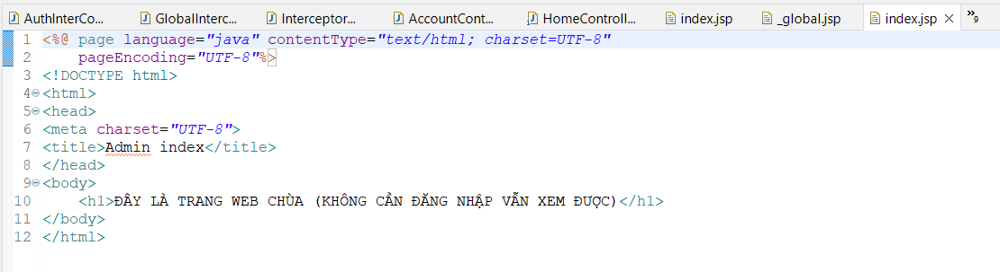 AuthInterCo... GlobalInterc... Interceptor... AccountCont... HomeControll... index.jsp _global.jsp index.jsp × »9
1 <%@ page language="java" contentType="text/html; charset=UTF-8"
2 pageEncoding="UTF-8"%>
3 <!DOCTYPE html>
4 <html>
5 <head>
6 <meta charset="UTF-8">
7 <title>Admin index</title>
8 </head>
9 <body>
10 <h1>ĐÂY LÀ TRANG WEB CHÙA (KHÔNG CẦN ĐĂNG NHẬP VẪN XEM ĐƯỢC)</h1>
11 </body>
12 </html>